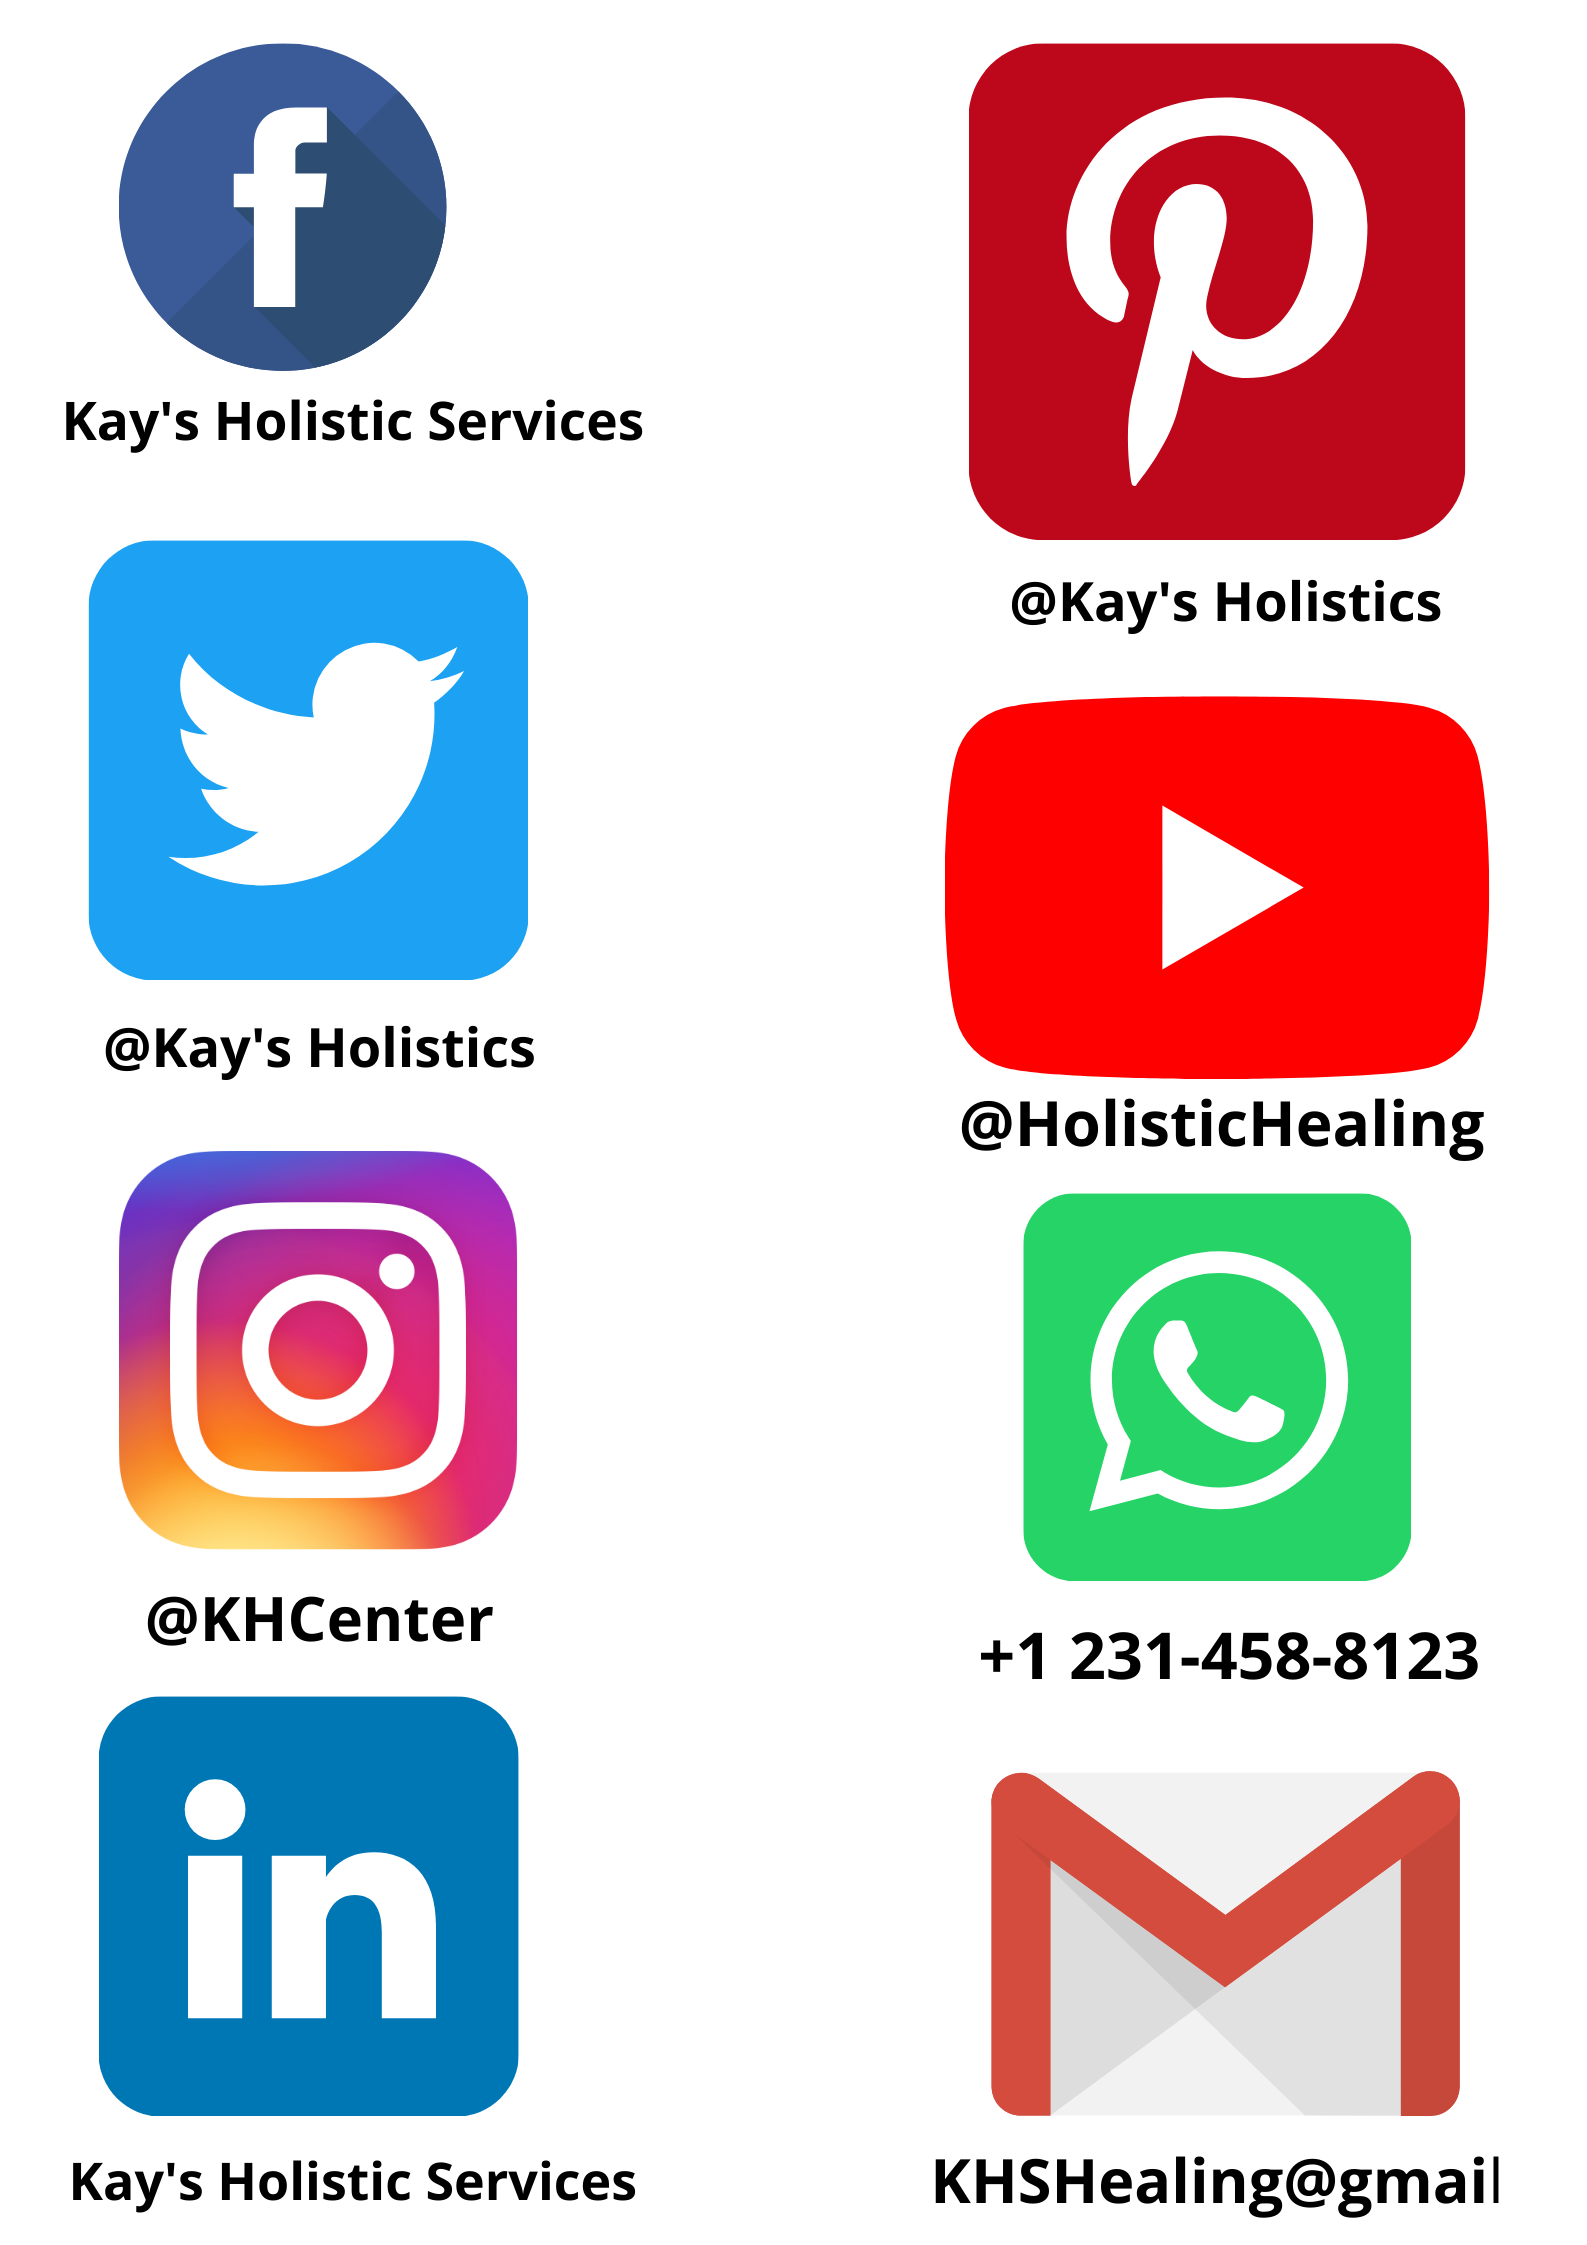 f
Kay's Holistic Services
@Kay's Holistics
@Kay's Holistics
@HolisticHealing
@KHCenter
+1 231-458-8123
in
Kay's Holistic Services
KHSHealing@gmail